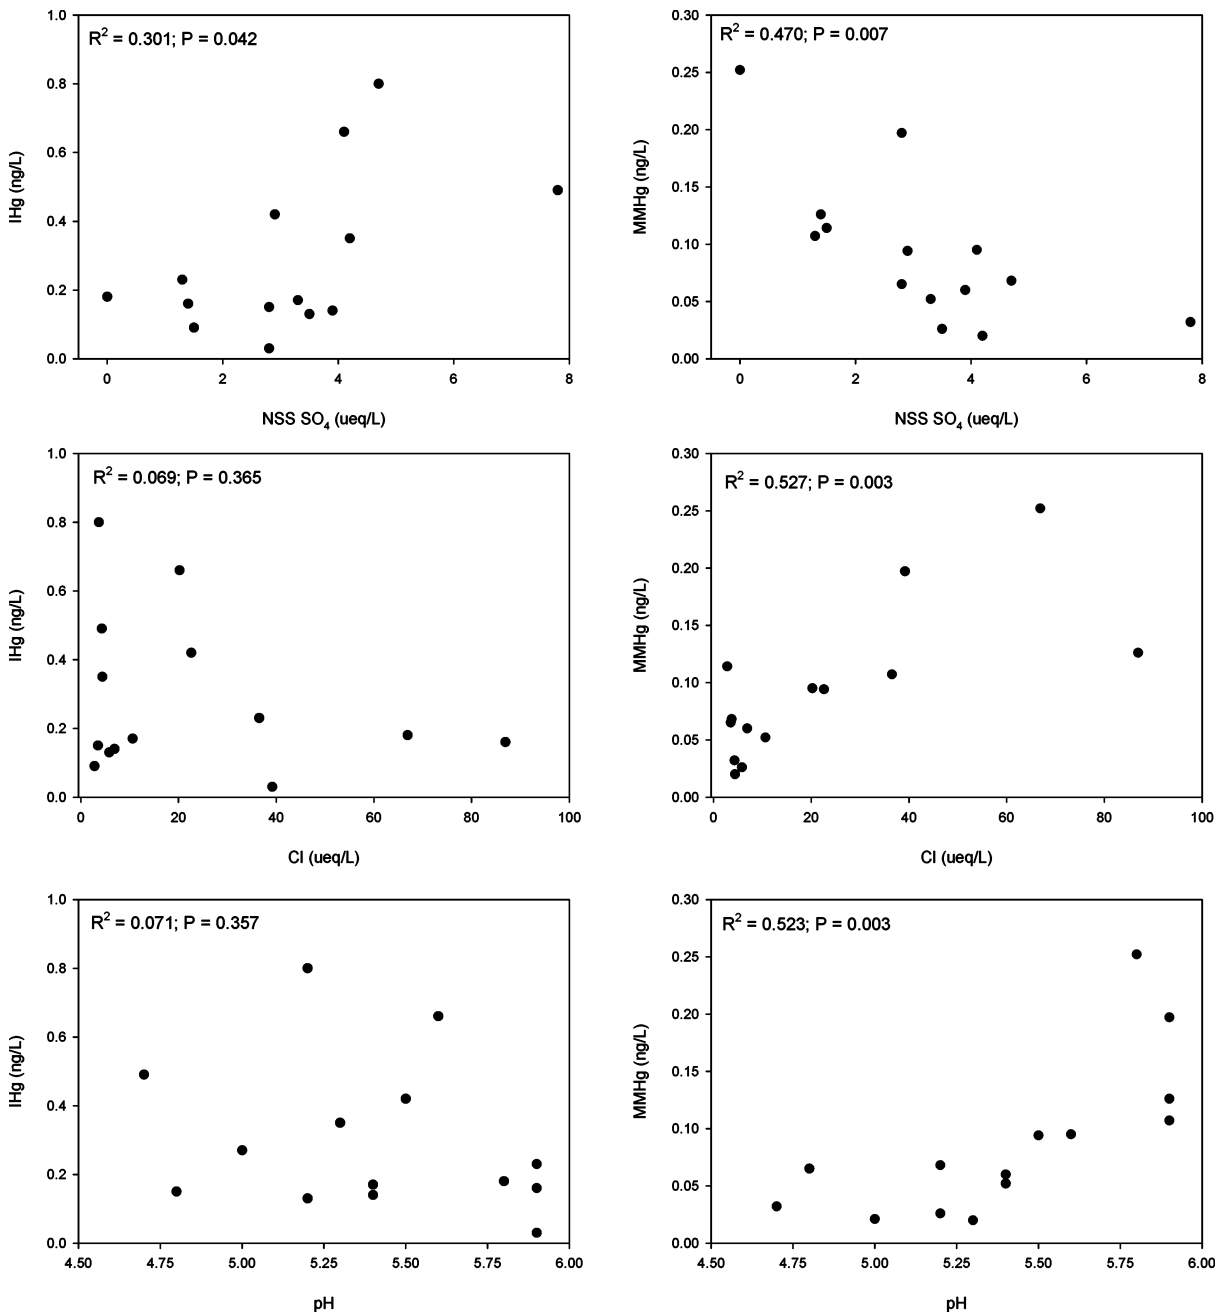 R2 = 0.301; P = 0.042
1.0
0.8
0.6
0.4
0.2
0.0
IHg (ng/L)
0 2 4 6 8
NSS SO4 (ueq/L)
R2 = 0.470; P = 0.007
0.30
0.25
0.20
0.15
0.10
0.05
0.00
MMHg (ng/L)
0 2 4 6 8
NSS SO4 (ueq/L)
R2 = 0.069; P = 0.365
1.0
0.8
0.6
0.4
0.2
0.0
IHg (ng/L)
0 20 40 60 80 100
Cl (ueq/L)
R2 = 0.527; P = 0.003
0.30
0.25
0.20
0.15
0.10
0.05
0.00
MMHg (ng/L)
0 20 40 60 80 100
Cl (ueq/L)
R2 = 0.071; P = 0.357
1.0
0.8
0.6
0.4
0.2
0.0
IHg (ng/L)
4.50 4.75 5.00 5.25 5.50 5.75 6.00
pH
R2 = 0.523; P = 0.003
0.30
0.25
0.20
0.15
0.10
0.05
0.00
MMHg (ng/L)
4.50 4.75 5.00 5.25 5.50 5.75 6.00
pH